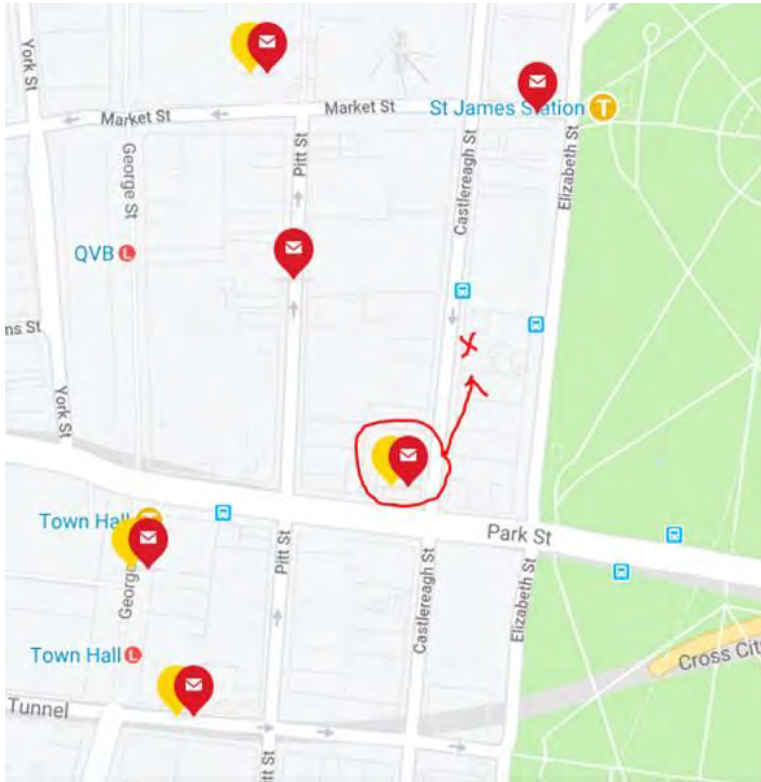 York St
Market St
Market St
St James Station T
George St
Pitt St
Castlereagh St
Elizabeth St
QVB L
ns St
York St
Town Hall
Park St
George
Pitt St
Castlereagh St
Elizabeth St
Town Hall L
Cross City
Tunnel
itt St